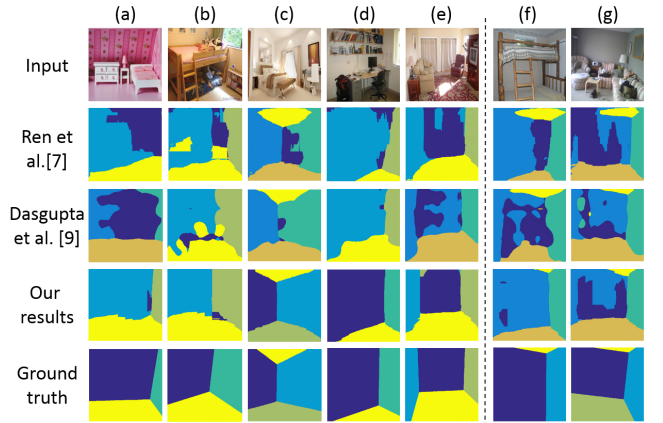 (a) (b) (c) (d) (e) (f) (g)
Input
Ren et
al.[7]
Dasgupta
et al. [9]
Our
results
Ground
truth